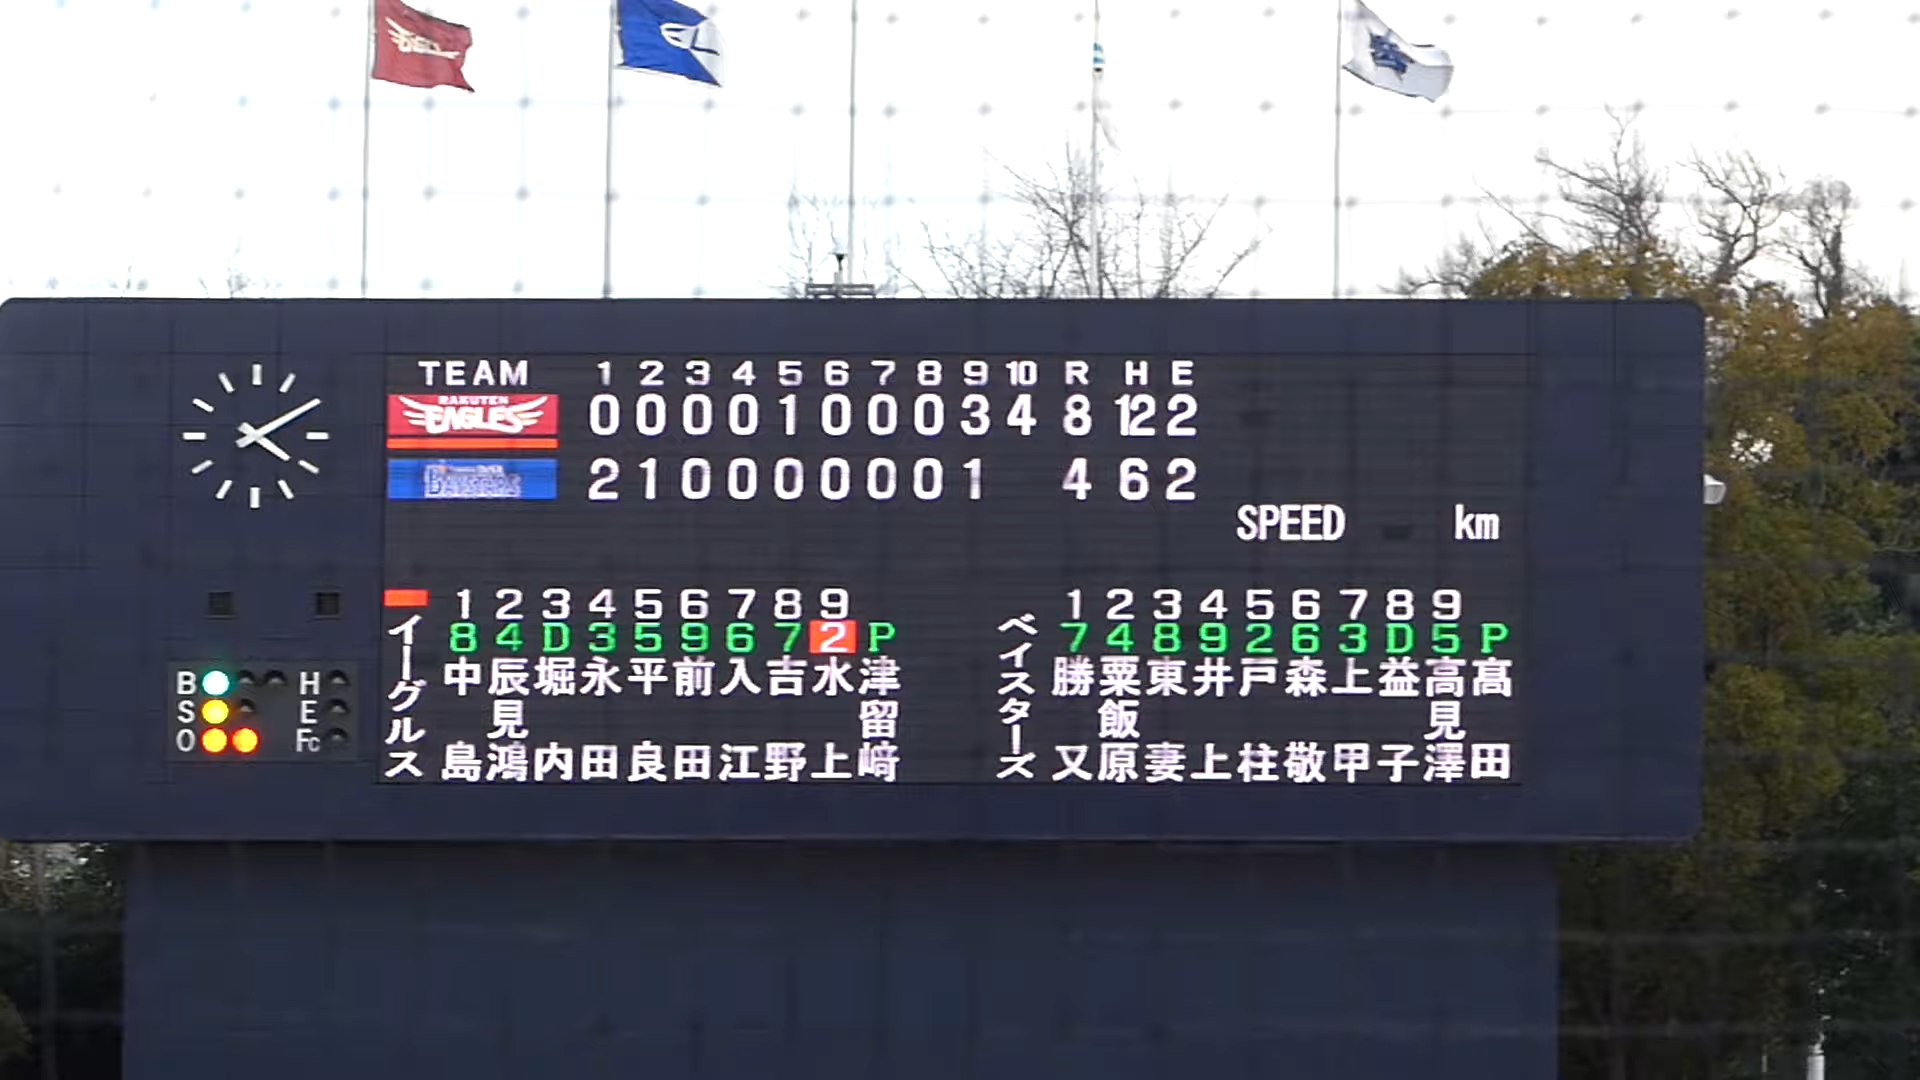 TEAM 1 2 3 4 5 6 7 8 9 10 R H E
RAKUTEN EAGLES 0 0 0 0 1 0 0 0 3 4 8 12 2
BAYSTARS 2 1 0 0 0 0 0 0 1 4 6 2
SPEED km
1 2 3 4 5 6 7 8 9
8 4 D 3 5 9 6 7 2 P
イーグルス
中島
辰見鴻
堀内
永田
平良
前田
入江
吉野
水上
津留﨑
1 2 3 4 5 6 7 8 9
7 4 8 9 2 6 3 D 5 P
ベイスターズ
勝又
粟飯原
東妻
井上
戸柱
森敬
上甲
益子
高見澤
髙田
B H
S E
O Fc